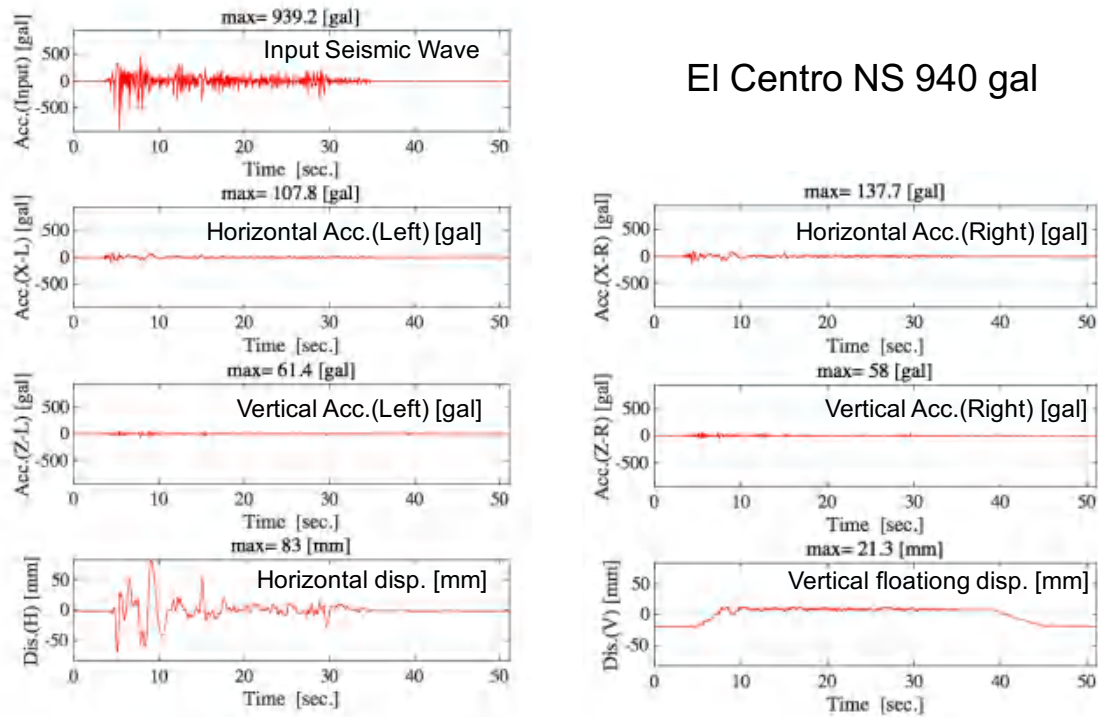 max= 939.2 [gal]
Acc.(Input) [gal]
500
0
-500
Input Seismic Wave
0 10 20 30 40 50
Time [sec.]
El Centro NS 940 gal
max= 107.8 [gal]
Acc.(X-L) [gal]
500
0
-500
Horizontal Acc.(Left) [gal]
0 10 20 30 40 50
Time [sec.]
max= 137.7 [gal]
Acc.(X-R) [gal]
500
0
-500
Horizontal Acc.(Right) [gal]
0 10 20 30 40 50
Time [sec.]
max= 61.4 [gal]
Acc.(Z-L) [gal]
500
0
-500
Vertical Acc.(Left) [gal]
0 10 20 30 40 50
Time [sec.]
max= 58 [gal]
Acc.(Z-R) [gal]
500
0
-500
Vertical Acc.(Right) [gal]
0 10 20 30 40 50
Time [sec.]
max= 83 [mm]
Dis.(H) [mm]
50
0
-50
Horizontal disp. [mm]
0 10 20 30 40 50
Time [sec.]
max= 21.3 [mm]
Dis.(V) [mm]
50
0
-50
Vertical floationg disp. [mm]
0 10 20 30 40 50
Time [sec.]